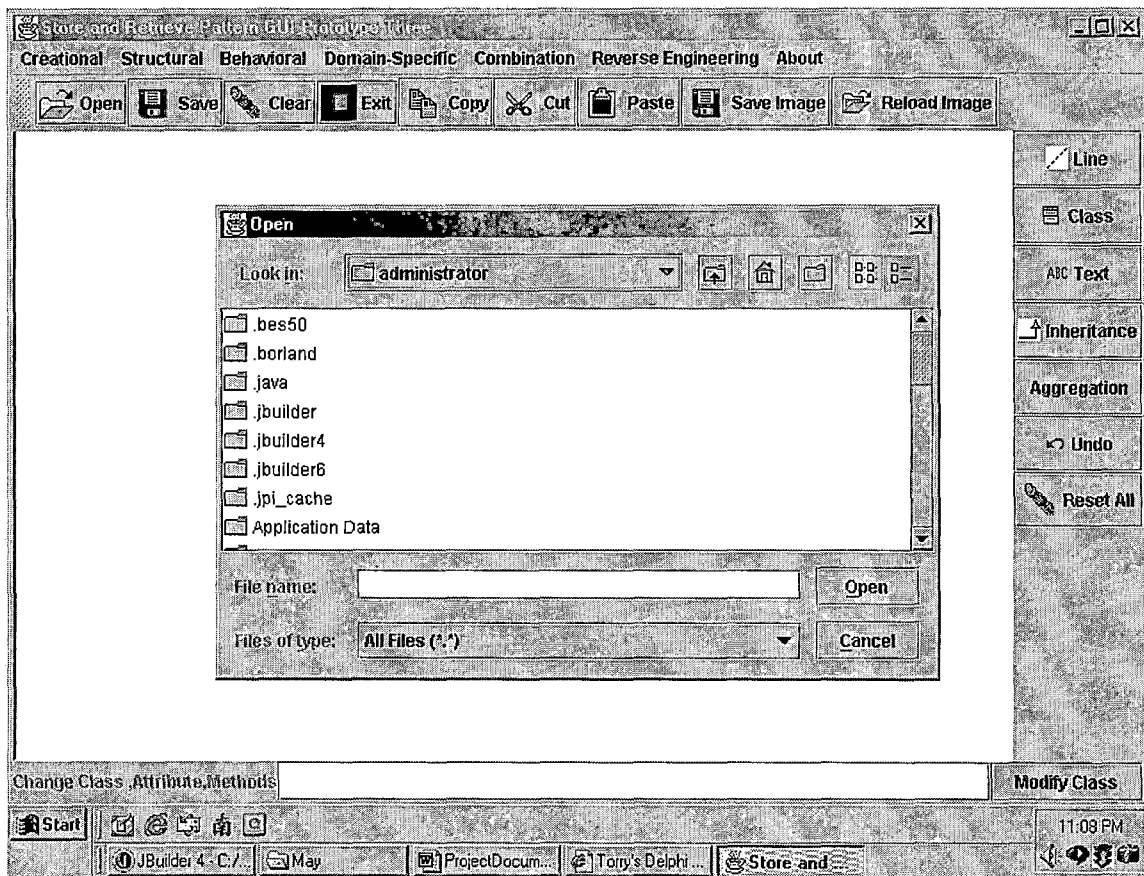 Store and Retrieve Pattern GUI Prototype Three
Creational Structural Behavioral Domain-Specific Combination Reverse Engineering About
Open Save Clear Exit Copy Cut Paste Save Image Reload Image
Line
Class
ABC Text
Inheritance
Aggregation
Undo
Reset All
Open
Look in: administrator
.bes50
.borland
.java
.jbuilder
.jbuilder4
.jbuilder6
.jpi_cache
Application Data
File name: Open
Files of type: All Files (*.*) Cancel
Change Class ,Attribute,Methods Modify Class
Start 11:08 PM
JBuilder 4 - C:/... May ProjectDocum... Torry's Delphi ... Store and